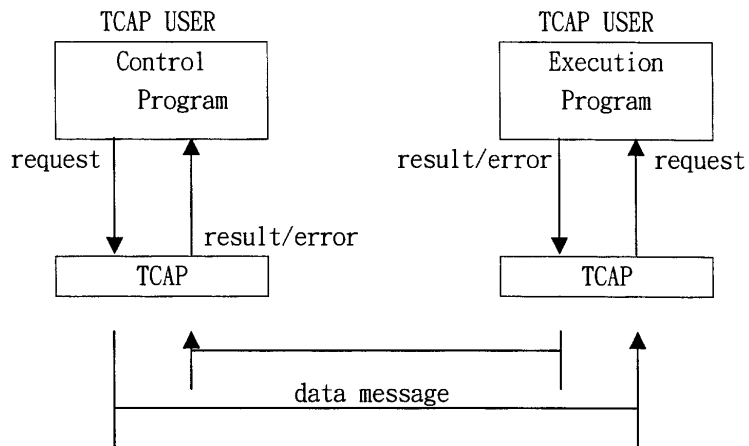 TCAP USER
TCAP USER
Control
Program
Execution
Program
request
result/error
result/error
request
TCAP
TCAP
data message